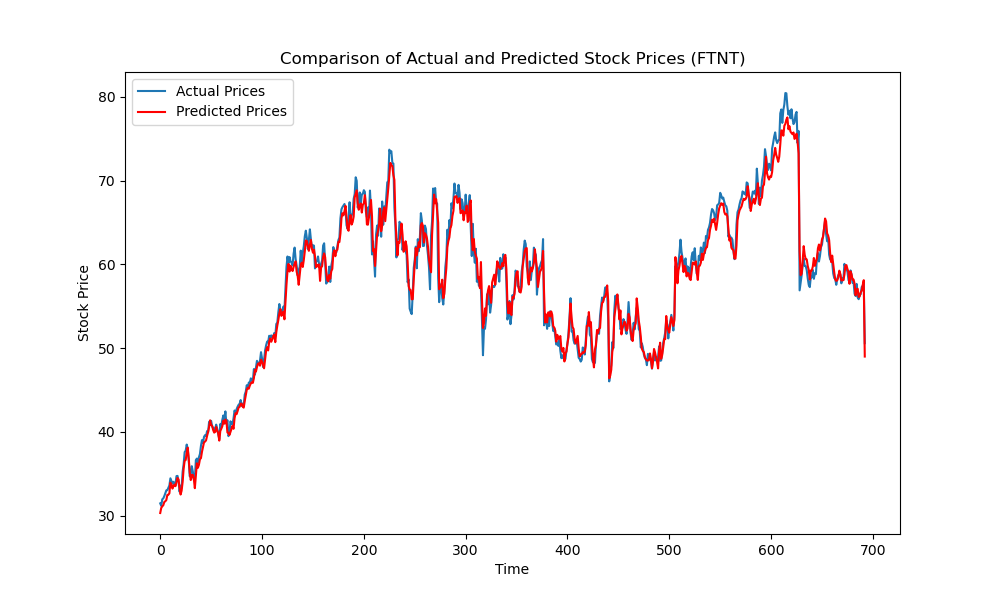 Comparison of Actual and Predicted Stock Prices (FTNT)
Actual Prices
Predicted Prices
80
70
60
50
40
30
Stock Price
0 100 200 300 400 500 600 700
Time